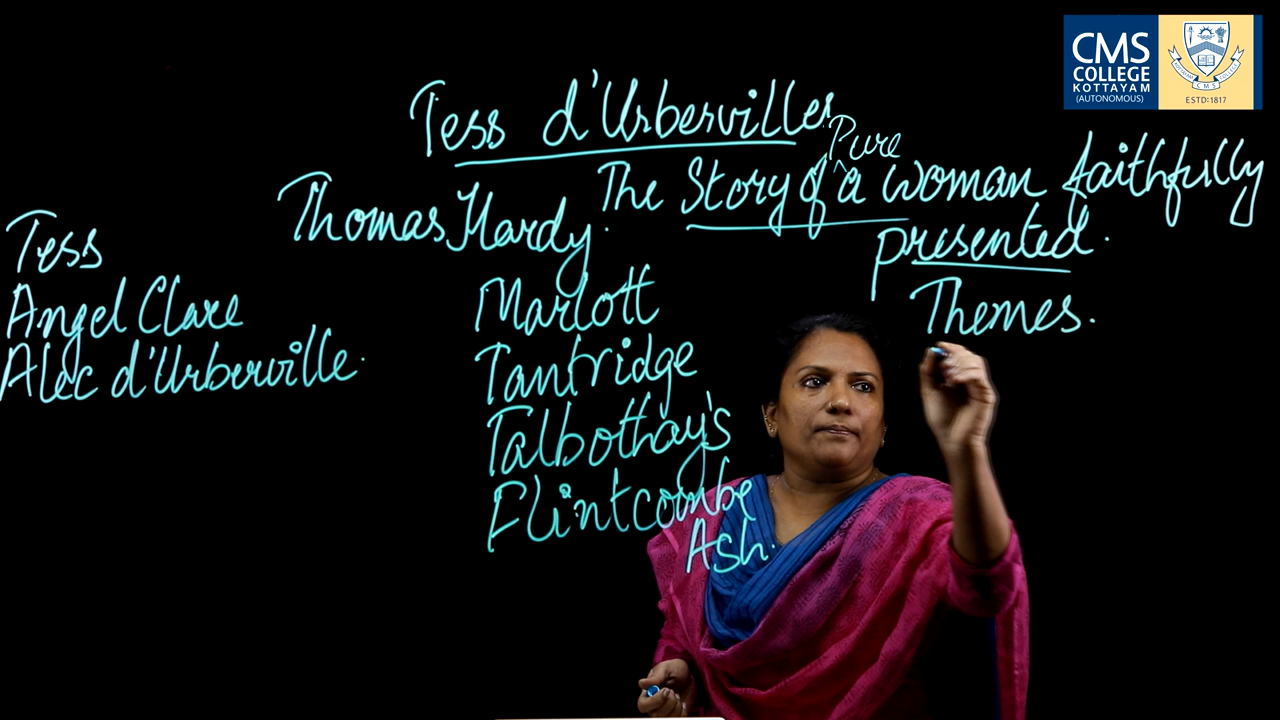 CMS
COLLEGE
KOTTAYAM
(AUTONOMOUS)
ESTD:1817
Tess d'Urbervilles
Thomas Hardy.
The Story of a Pure woman faithfully
presented.
Tess
Angel Clare
Alec d'Urberville.
Marlott
Tantridge
Talbothay's
Flintcombe
Ash.
Themes.